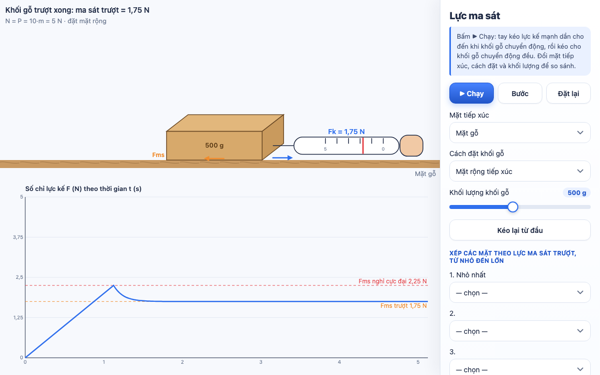 Khối gỗ trượt xong: ma sát trượt = 1,75 N
N = P = 10·m = 5 N · đặt mặt rộng
500 g
Fms
Fk = 1,75 N
5
0
Mặt gỗ
Số chỉ lực kế F (N) theo thời gian t (s)
5
3,75
2,5
1,25
0
Fms nghỉ cực đại 2,25 N
Fms trượt 1,75 N
0
1
2
3
4
5
Lực ma sát
Bấm ▶ Chạy: tay kéo lực kế mạnh dần cho
đến khi khối gỗ chuyển động, rồi kéo cho
khối gỗ chuyển động đều. Đổi mặt tiếp
xúc, cách đặt và khối lượng để so sánh.
▶ Chạy
Bước
Đặt lại
Mặt tiếp xúc
Mặt gỗ
Cách đặt khối gỗ
Mặt rộng tiếp xúc
Khối lượng khối gỗ
500 g
Kéo lại từ đầu
XẾP CÁC MẶT THEO LỰC MA SÁT TRƯỢT,
TỪ NHỎ ĐẾN LỚN
1. Nhỏ nhất
— chọn —
2.
— chọn —
3.
— chọn —